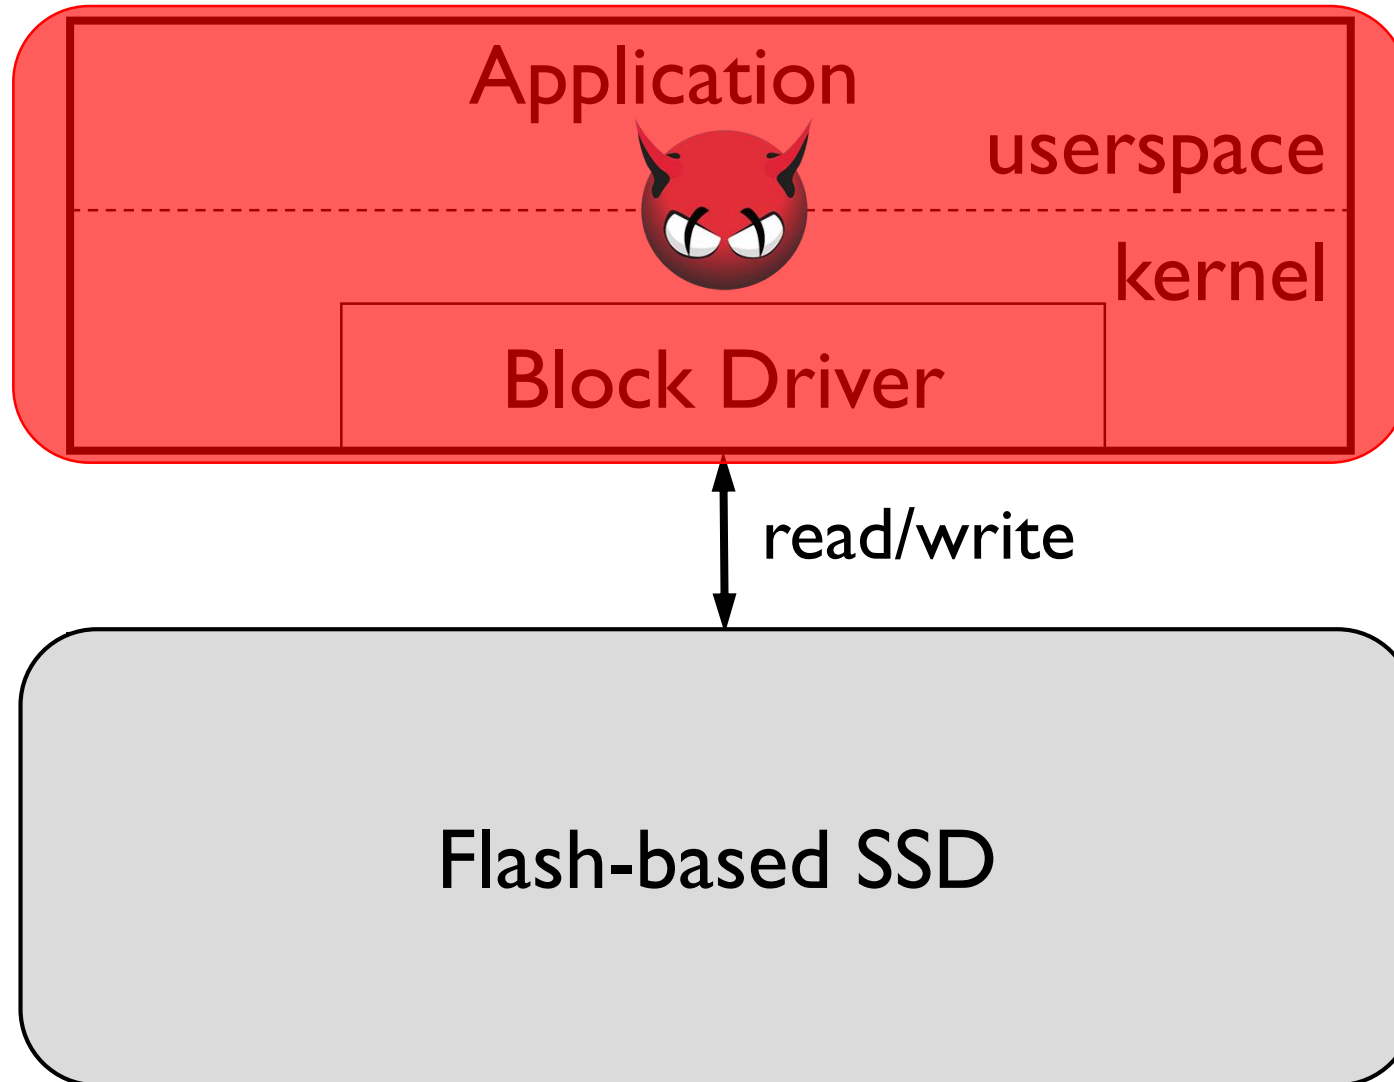 Application
userspace
kernel
Block Driver
read/write
Flash-based SSD